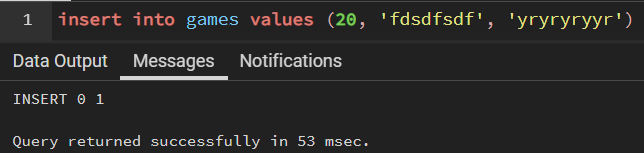 1 insert into games values (20, 'fdsdfsdf', 'yryryryyr')
Data Output Messages Notifications
INSERT 0 1
Query returned successfully in 53 msec.